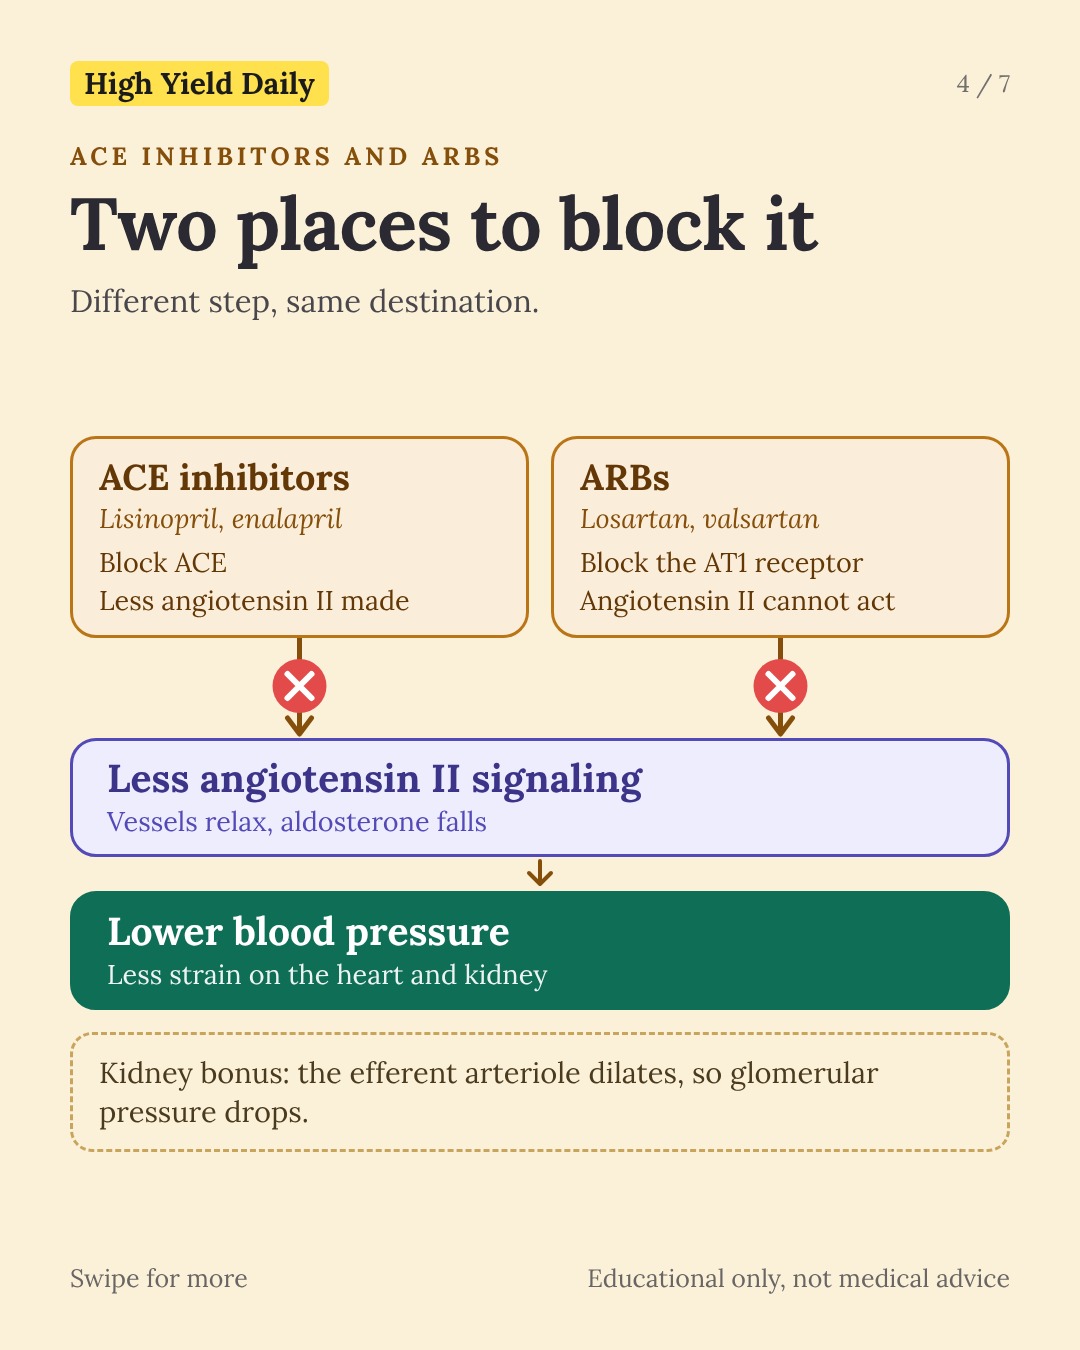 High Yield Daily
4 / 7
ACE INHIBITORS AND ARBS
Two places to block it
Different step, same destination.
ACE inhibitors
Lisinopril, enalapril
Block ACE
Less angiotensin II made
ARBs
Losartan, valsartan
Block the AT1 receptor
Angiotensin II cannot act
Less angiotensin II signaling
Vessels relax, aldosterone falls
Lower blood pressure
Less strain on the heart and kidney
Kidney bonus: the efferent arteriole dilates, so glomerular
pressure drops.
Swipe for more
Educational only, not medical advice